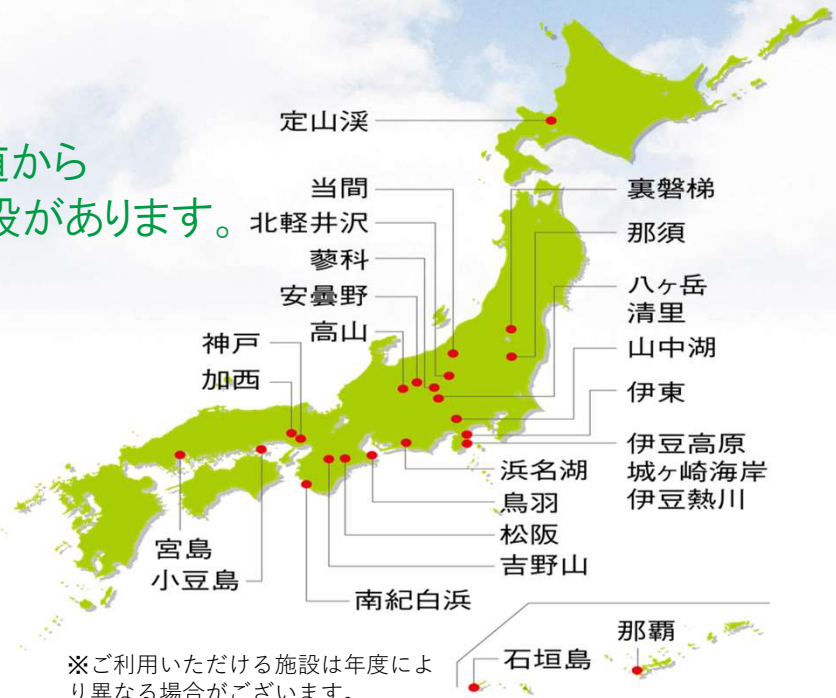 から
設があります。
定山渓
当間
北軽井沢
蓼科
安曇野
高山
神戸
加西
裏磐梯
那須
八ヶ岳
清里
山中湖
伊東
伊豆高原
城ヶ崎海岸
伊豆熱川
浜名湖
鳥羽
松阪
吉野山
南紀白浜
宮島
小豆島
那覇
石垣島
※ご利用いただける施設は年度によ
り異なる場合がございます。